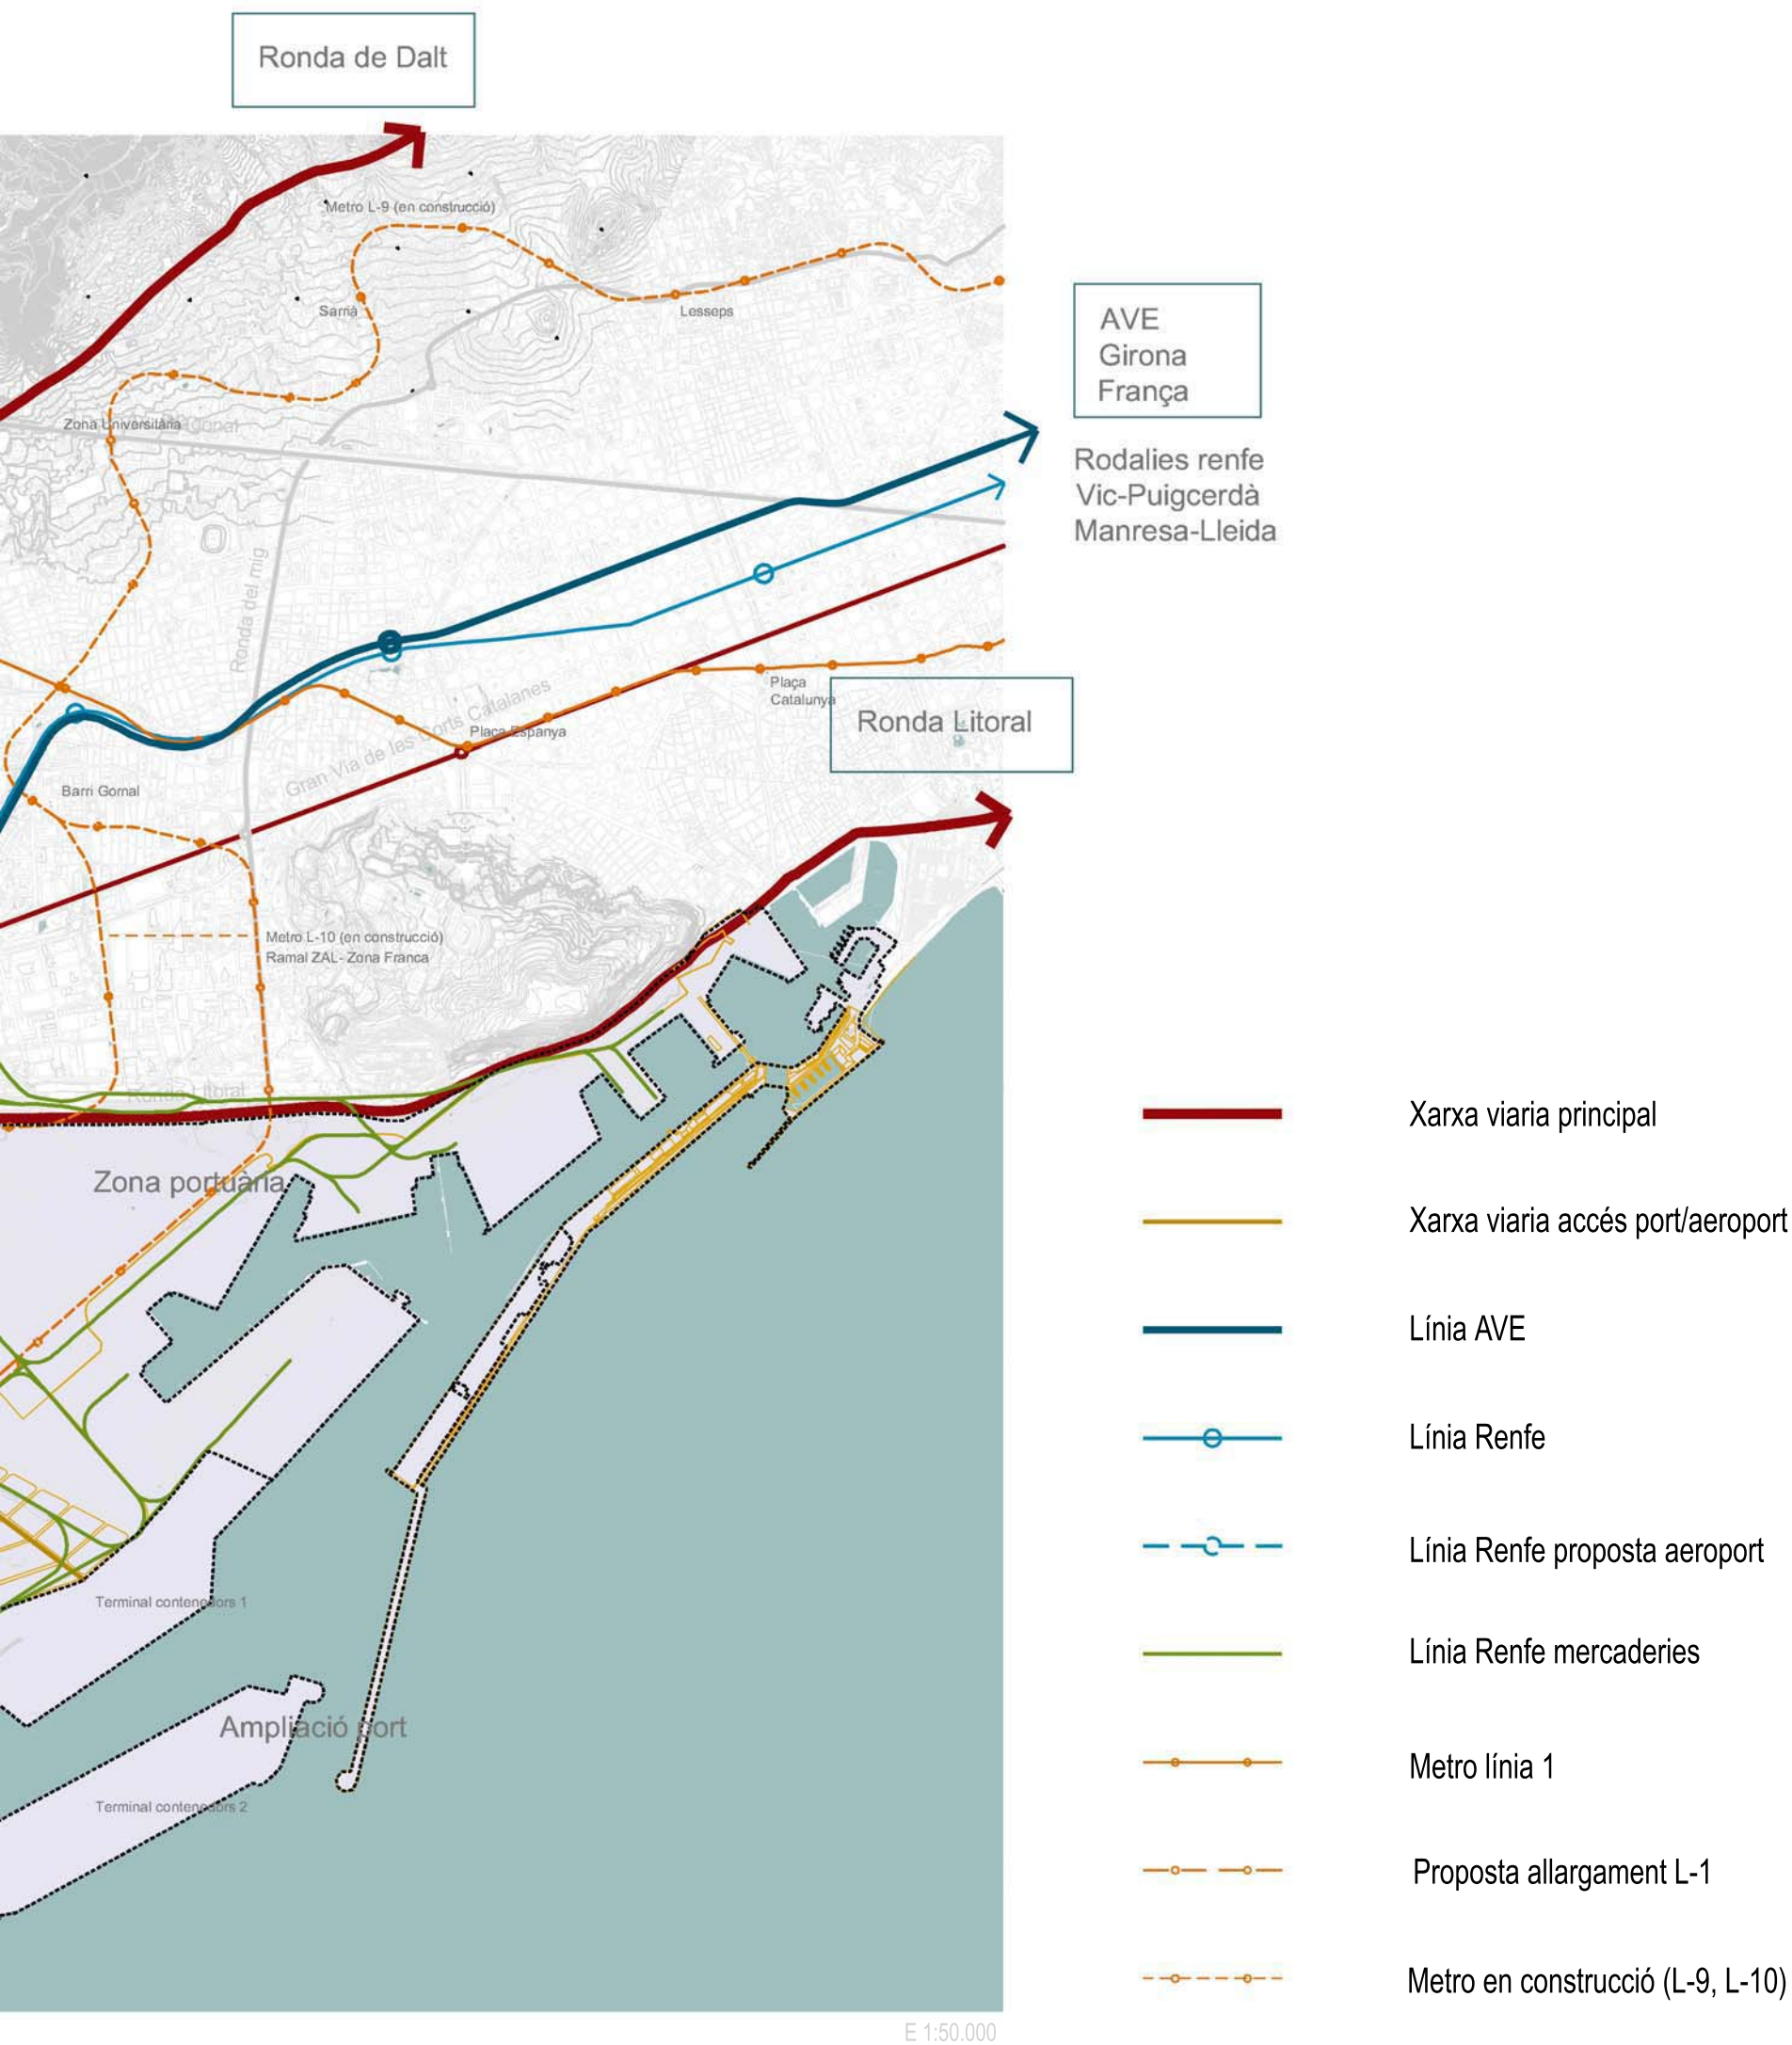 Ronda de Dalt
Metro L-9 (en construcció)
Sarrià
Lesseps
AVE
Girona
França
Zona Universitària
Diagonal
Rodalies renfe
Vic-Puigcerdà
Manresa-Lleida
Ronda del mig
Plaça
Catalunya
Gran Via de les Corts Catalanes
Plaça Espanya
Ronda Litoral
Barri Gornal
Metro L-10 (en construcció)
Ramal ZAL- Zona Franca
Ronda Litoral
Zona portuària
Terminal contenedors 1
Ampliació port
Terminal contenedors 2
Xarxa viaria principal
Xarxa viaria accés port/aeroport
Línia AVE
Línia Renfe
Línia Renfe proposta aeroport
Línia Renfe mercaderies
Metro línia 1
Proposta allargament L-1
Metro en construcció (L-9, L-10)
E 1:50.000